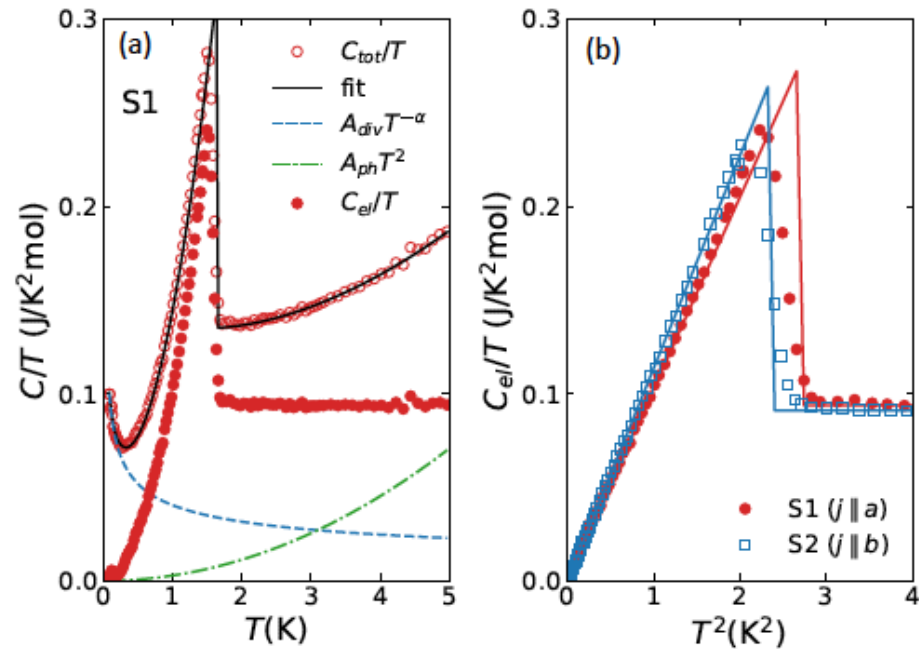 (a)
S1
C_tot/T
fit
A_div T^−α
A_ph T^2
C_el/T
C/T (J/K^2mol)
0.3
0.2
0.1
0.0
0 1 2 3 4 5
T(K)
(b)
S1 (j ∥ a)
S2 (j ∥ b)
C_el/T (J/K^2mol)
0.3
0.2
0.1
0.0
0 1 2 3 4
T^2(K^2)